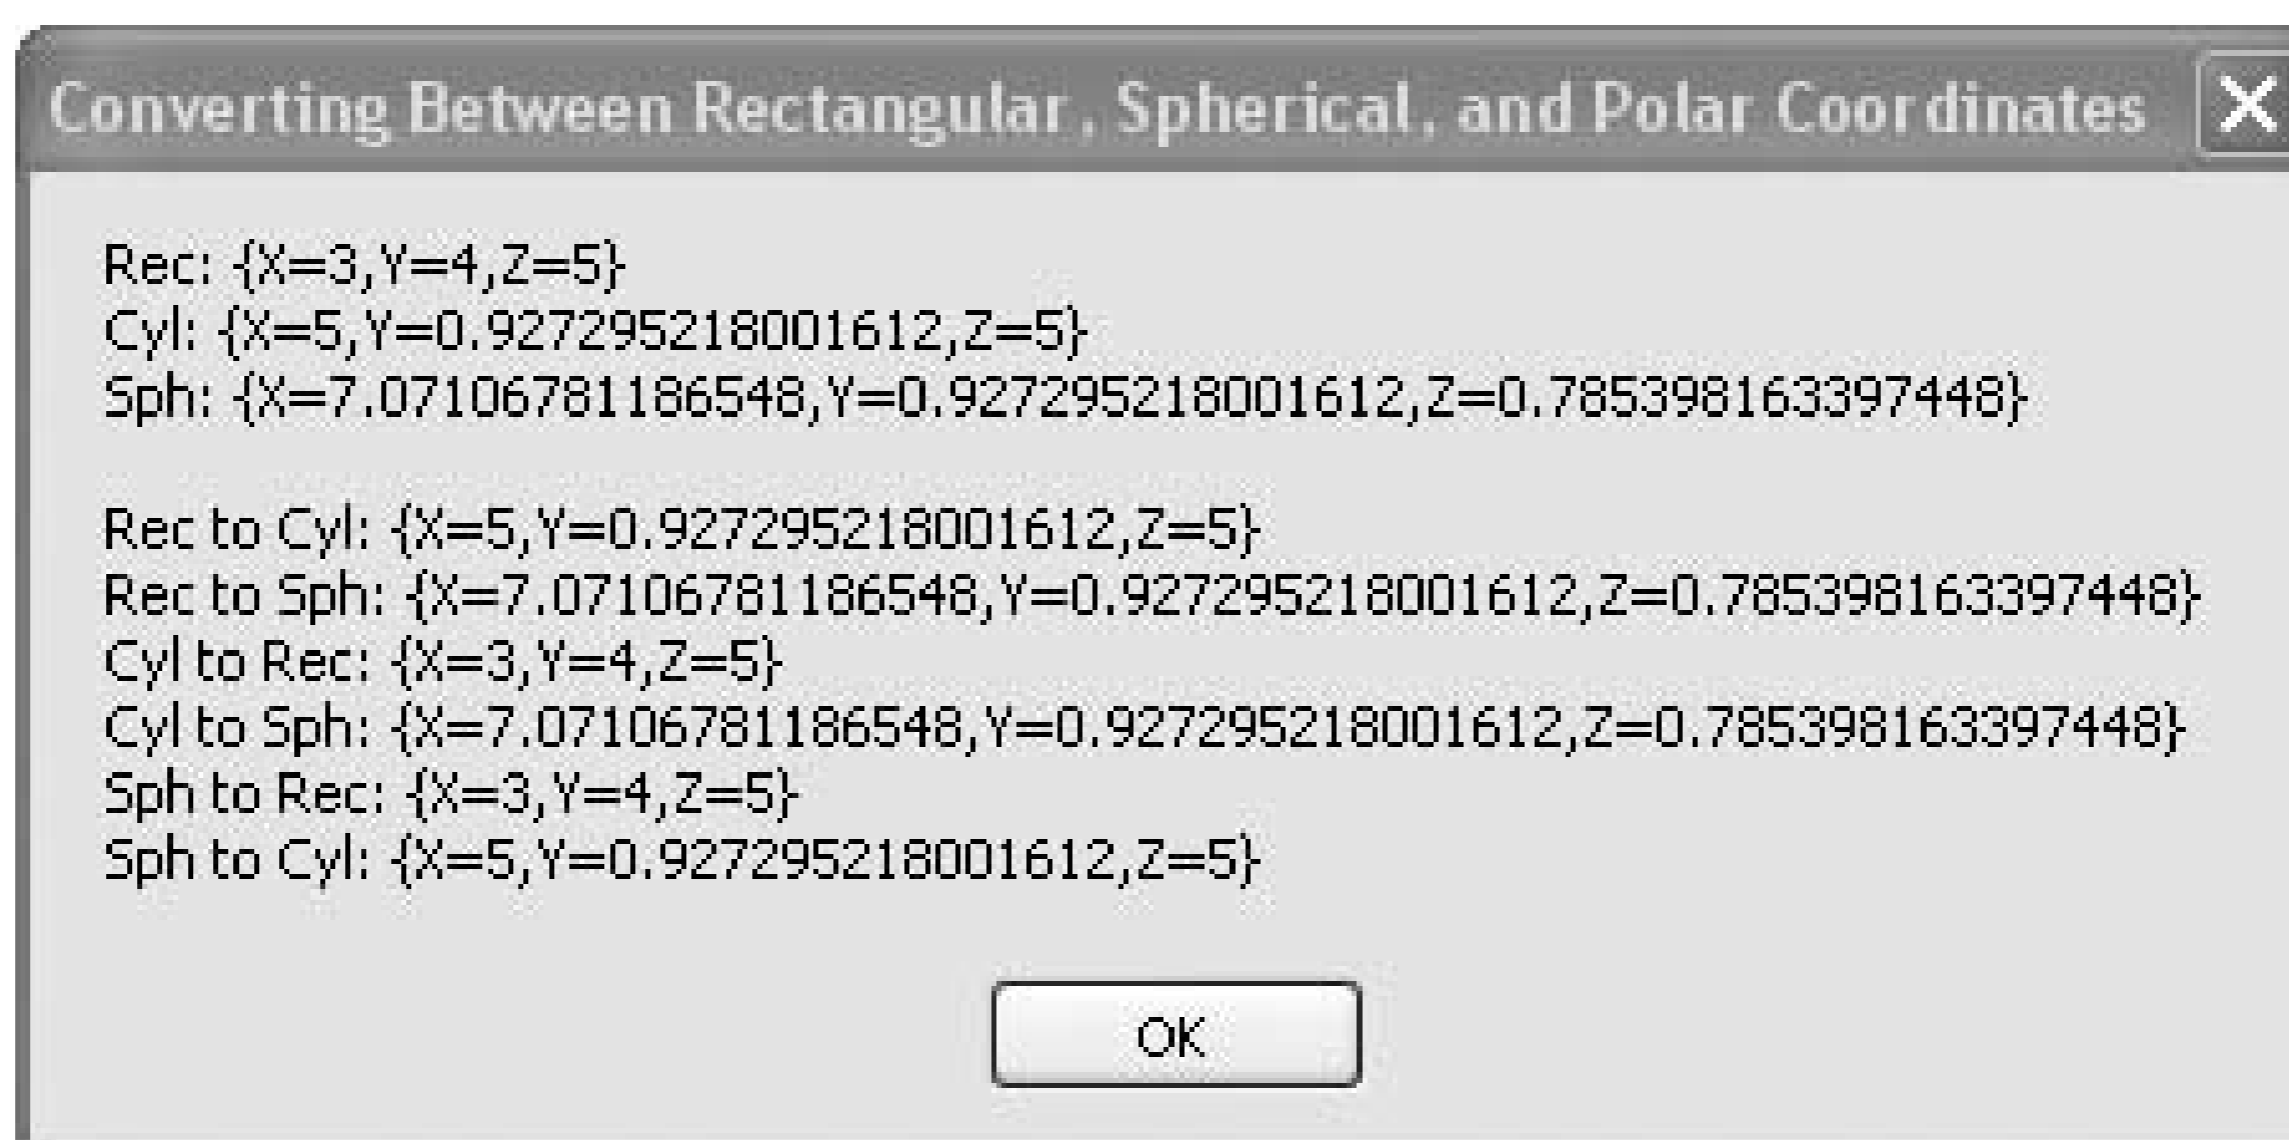 Converting Between Rectangular, Spherical, and Polar Coordinates
Rec: {X=3,Y=4,Z=5}
Cyl: {X=5,Y=0.927295218001612,Z=5}
Sph: {X=7.07106781186548,Y=0.927295218001612,Z=0.785398163397448}
Rec to Cyl: {X=5,Y=0.927295218001612,Z=5}
Rec to Sph: {X=7.07106781186548,Y=0.927295218001612,Z=0.785398163397448}
Cyl to Rec: {X=3,Y=4,Z=5}
Cyl to Sph: {X=7.07106781186548,Y=0.927295218001612,Z=0.785398163397448}
Sph to Rec: {X=3,Y=4,Z=5}
Sph to Cyl: {X=5,Y=0.927295218001612,Z=5}
OK